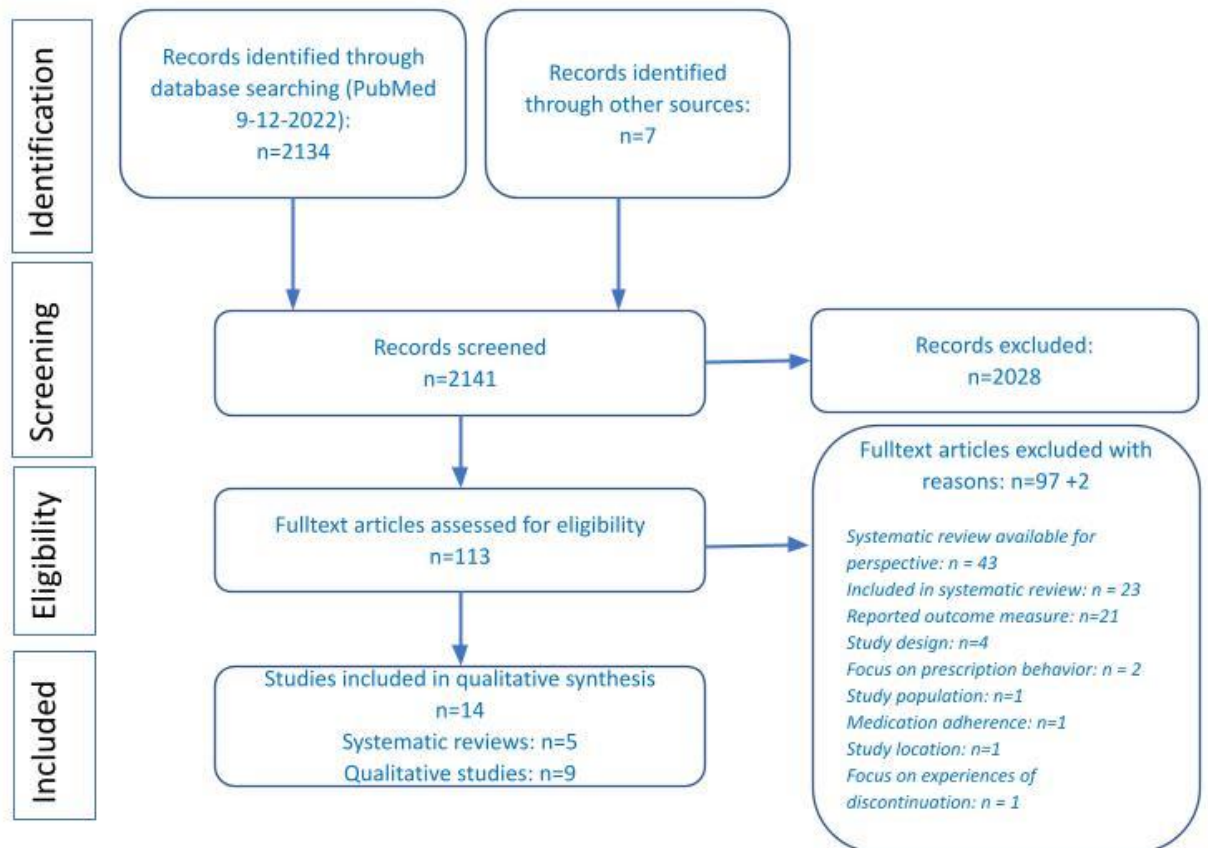 Identification
Records identified through
database searching (PubMed
9-12-2022):
n=2134
Records identified
through other sources:
n=7
Screening
Records screened
n=2141
Records excluded:
n=2028
Eligibility
Fulltext articles assessed for eligibility
n=113
Fulltext articles excluded with
reasons: n=97 +2
Systematic review available for
perspective: n = 43
Included in systematic review: n = 23
Reported outcome measure: n=21
Study design: n=4
Focus on prescription behavior: n = 2
Study population: n=1
Medication adherence: n=1
Study location: n=1
Focus on experiences of
discontinuation: n = 1
Included
Studies included in qualitative synthesis
n=14
Systematic reviews: n=5
Qualitative studies: n=9